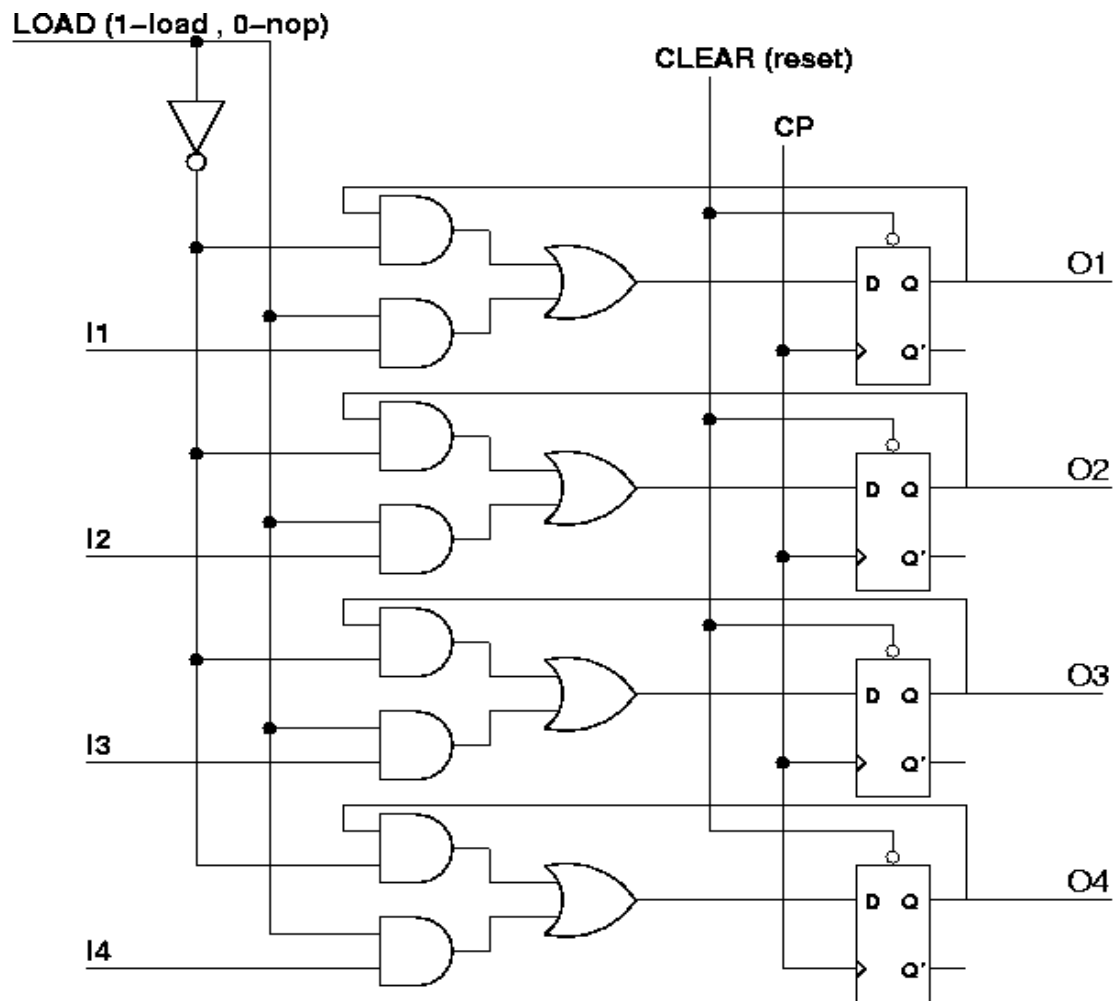 LOAD (1-load , 0-nop)
CLEAR (reset)
CP
O1
D Q
I1
Q'
O2
D Q
I2
Q'
O3
D Q
I3
Q'
O4
D Q
I4
Q'